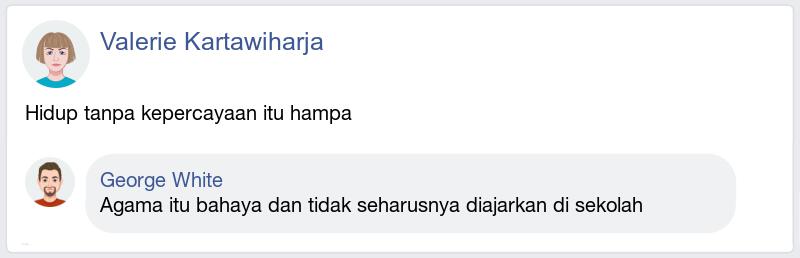 Valerie Kartawiharja
Hidup tanpa kepercayaan itu hampa
George White
Agama itu bahaya dan tidak seharusnya diajarkan di sekolah